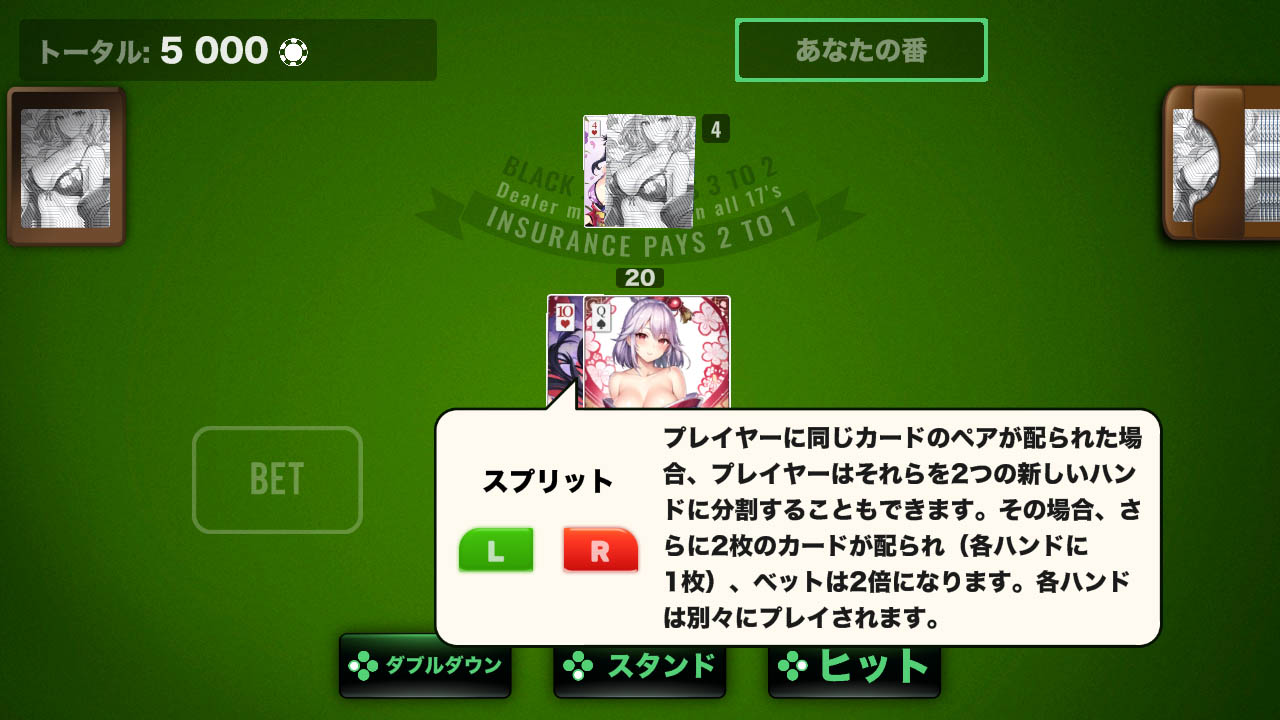 トータル: 5 000
あなたの番
4
4
BLACK 3 TO 2
Dealer m n all 17's
INSURANCE PAYS 2 TO 1
20
10
Q
BET
スプリット
L
R
プレイヤーに同じカードのペアが配られた場
合、プレイヤーはそれらを2つの新しいハン
ドに分割することもできます。その場合、さ
らに2枚のカードが配られ（各ハンドに
1枚）、ベットは2倍になります。各ハンド
は別々にプレイされます。
ダブルダウン
スタンド
ヒット